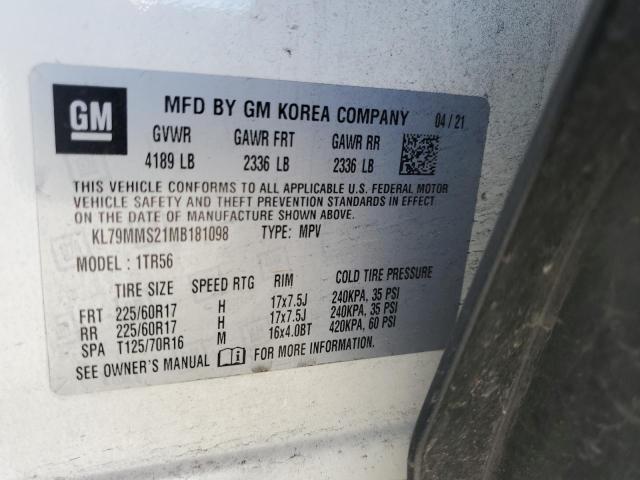 GM MFD BY GM KOREA COMPANY 04/21
GVWR GAWR FRT GAWR RR
4189 LB 2336 LB 2336 LB
THIS VEHICLE CONFORMS TO ALL APPLICABLE U.S. FEDERAL MOTOR
VEHICLE SAFETY AND THEFT PREVENTION STANDARDS IN EFFECT
ON THE DATE OF MANUFACTURE SHOWN ABOVE.
KL79MMS21MB181098 TYPE: MPV
MODEL : 1TR56
TIRE SIZE SPEED RTG RIM COLD TIRE PRESSURE
FRT 225/60R17 H 17x7.5J 240KPA, 35 PSI
RR 225/60R17 H 17x7.5J 240KPA, 35 PSI
SPA T125/70R16 M 16x4.0BT 420KPA, 60 PSI
SEE OWNER'S MANUAL FOR MORE INFORMATION.